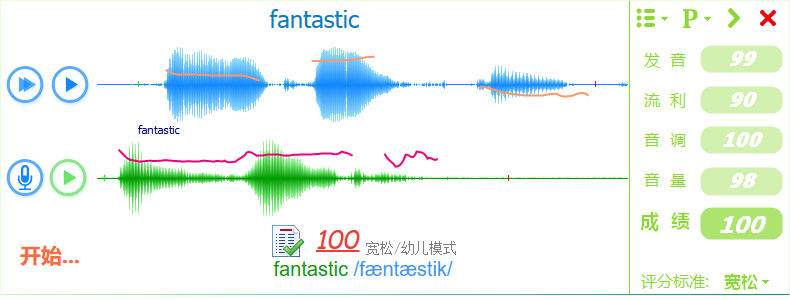 fantastic
fantastic
开始...
100 宽松/幼儿模式
fantastic /fæntæstik/
P
发音 99
流利 90
音调 100
音量 98
成绩 100
评分标准: 宽松